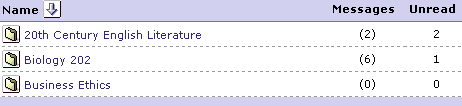 Name Messages Unread
20th Century English Literature (2) 2
Biology 202 (6) 1
Business Ethics (0) 0